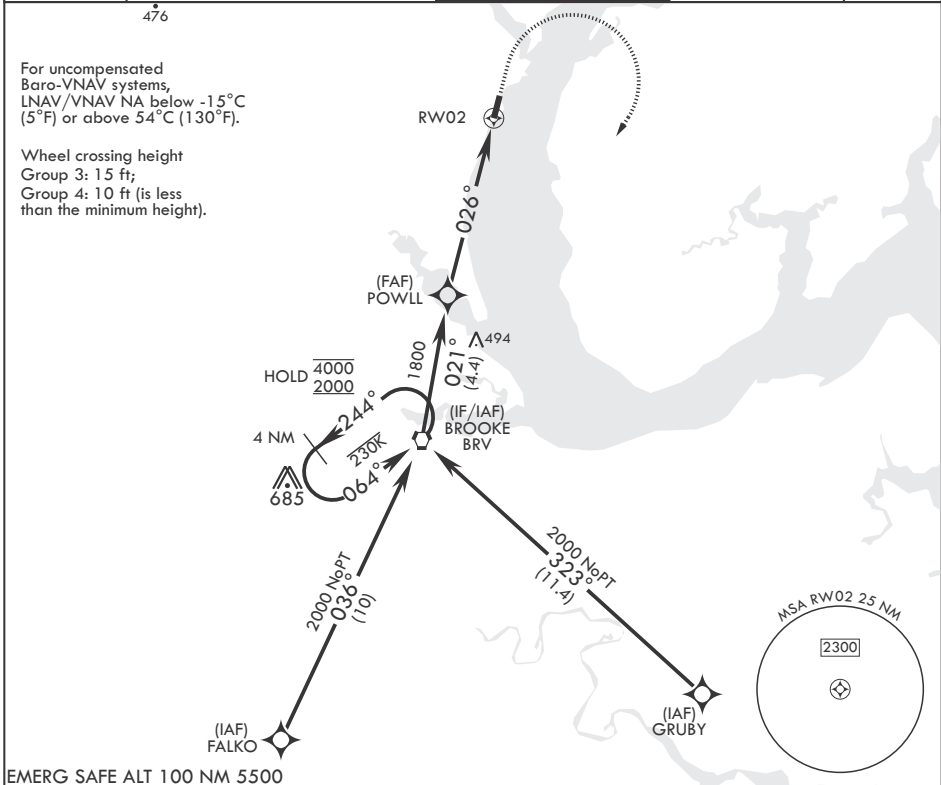 476
For uncompensated
Baro-VNAV systems,
LNAV/VNAV NA below -15°C
(5°F) or above 54°C (130°F).
Wheel crossing height
Group 3: 15 ft;
Group 4: 10 ft (is less
than the minimum height).
RW02
026°
(FAF)
POWLL
1800
021°
(4.4)
494
HOLD 4000
2000
244°
4 NM
230K
064°
685
(IF/IAF)
BROOKE
BRV
2000 NoPT
036°
(10)
2000 NoPT
323°
(11.4)
MSA RW02 25 NM
2300
(IAF)
GRUBY
(IAF)
FALKO
EMERG SAFE ALT 100 NM 5500